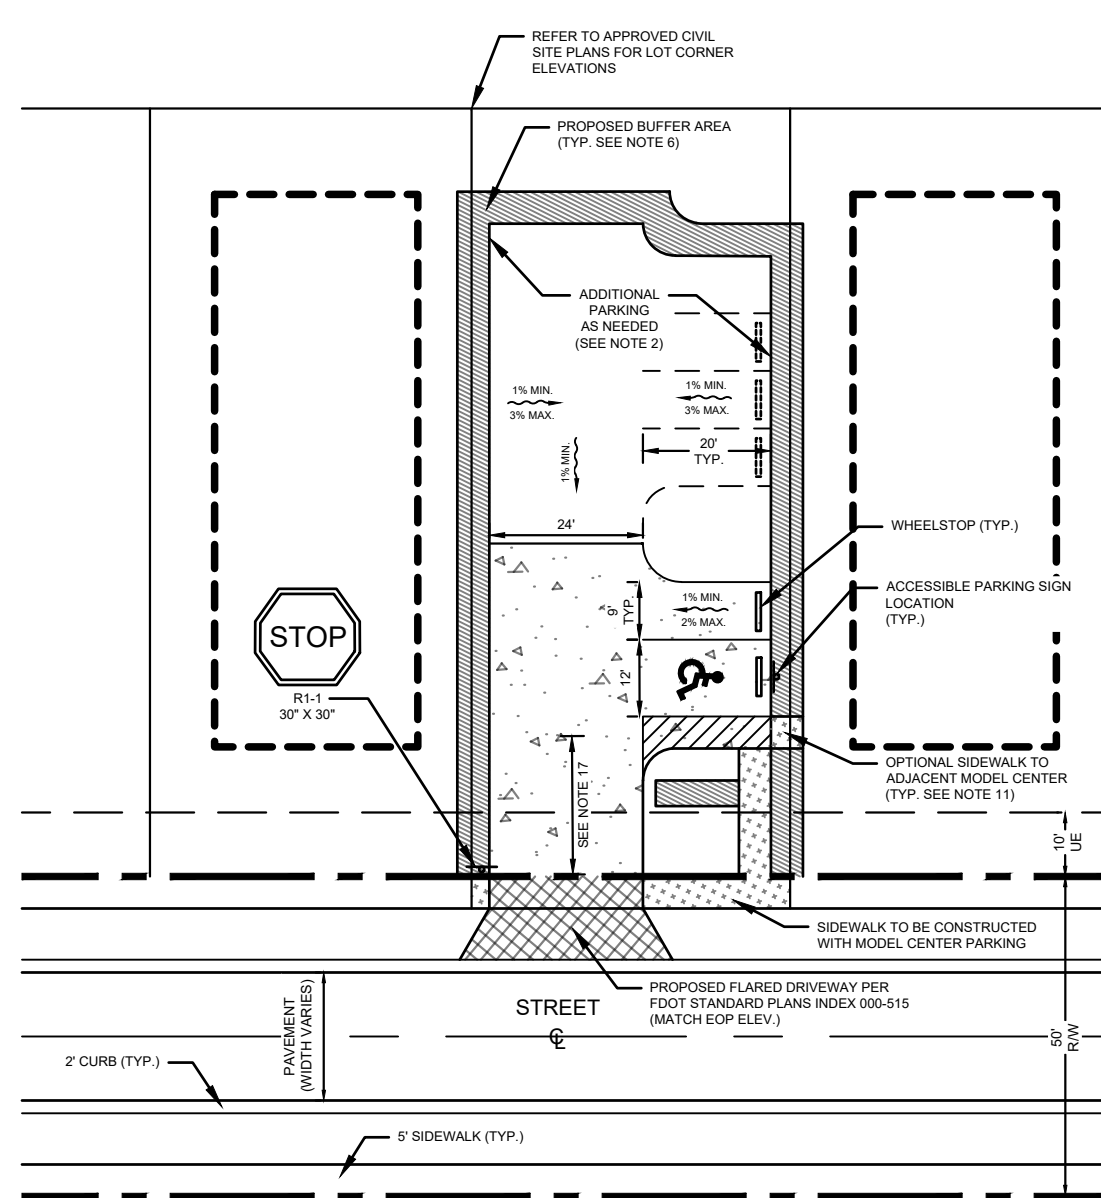 REFER TO APPROVED CIVIL
SITE PLANS FOR LOT CORNER
ELEVATIONS
PROPOSED BUFFER AREA
(TYP. SEE NOTE 6)
ADDITIONAL
PARKING
AS NEEDED
(SEE NOTE 2)
1% MIN.
3% MAX.
1% MIN.
3% MAX.
1% MIN.
20'
TYP.
24'
WHEELSTOP (TYP.)
ACCESSIBLE PARKING SIGN
LOCATION
(TYP.)
9'
TYP.
1% MIN.
2% MAX.
12'
STOP
R1-1
30" X 30"
SEE NOTE 17
OPTIONAL SIDEWALK TO
ADJACENT MODEL CENTER
(TYP. SEE NOTE 11)
10'
UE
SIDEWALK TO BE CONSTRUCTED
WITH MODEL CENTER PARKING
PROPOSED FLARED DRIVEWAY PER
FDOT STANDARD PLANS INDEX 000-515
(MATCH EOP ELEV.)
STREET
℄
PAVEMENT
(WIDTH VARIES)
50'
R/W
2' CURB (TYP.)
5' SIDEWALK (TYP.)